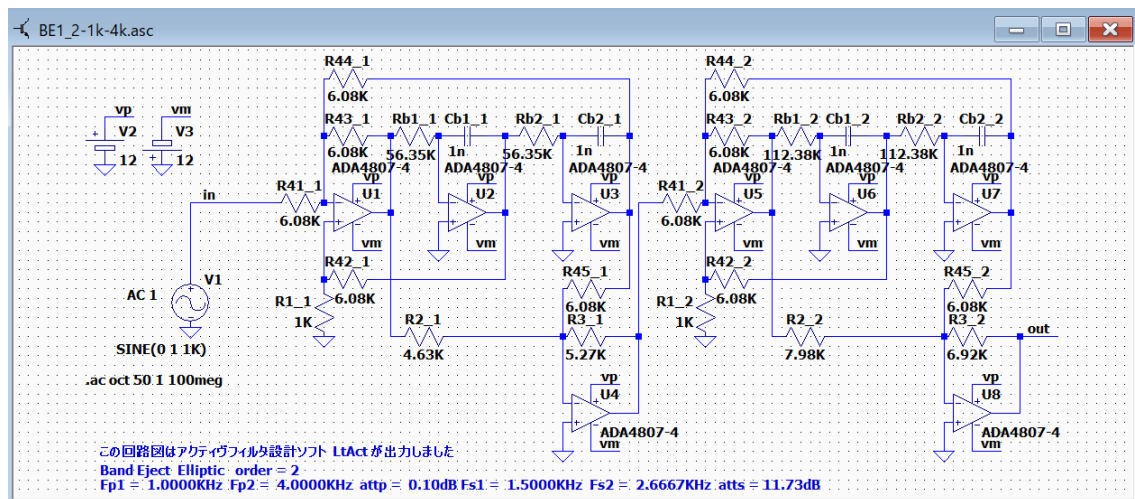 BE1_2-1k-4k.asc
R44_1
6.08K
R44_2
6.08K
vp
V2
12
vm
V3
12
R43_1
6.08K
Rb1_1
56.35K
Cb1_1
1n
Rb2_1
56.35K
Cb2_1
1n
R43_2
6.08K
Rb1_2
112.38K
Cb1_2
1n
Rb2_2
112.38K
Cb2_2
1n
ADA4807-4
ADA4807-4
ADA4807-4
ADA4807-4
ADA4807-4
ADA4807-4
in
R41_1
6.08K
vp
U1
vm
vp
U2
vm
vp
U3
vm
R41_2
6.08K
vp
U5
vm
vp
U6
vm
vp
U7
vm
R42_1
6.08K
R1_1
1K
R45_1
6.08K
R42_2
6.08K
R1_2
1K
R45_2
6.08K
AC 1
V1
SINE(0 1 1K)
R2_1
4.63K
R3_1
5.27K
R2_2
7.98K
R3_2
6.92K
out
.ac oct 50 1 100meg
vp
U4
vm
ADA4807-4
vp
U8
vm
ADA4807-4
この回路図はアクティヴフィルタ設計ソフト LtAct が出力しました
Band Eject Elliptic order = 2
Fp1 = 1.0000KHz Fp2 = 4.0000KHz attp = 0.10dB Fs1 = 1.5000KHz Fs2 = 2.6667KHz atts = 11.73dB